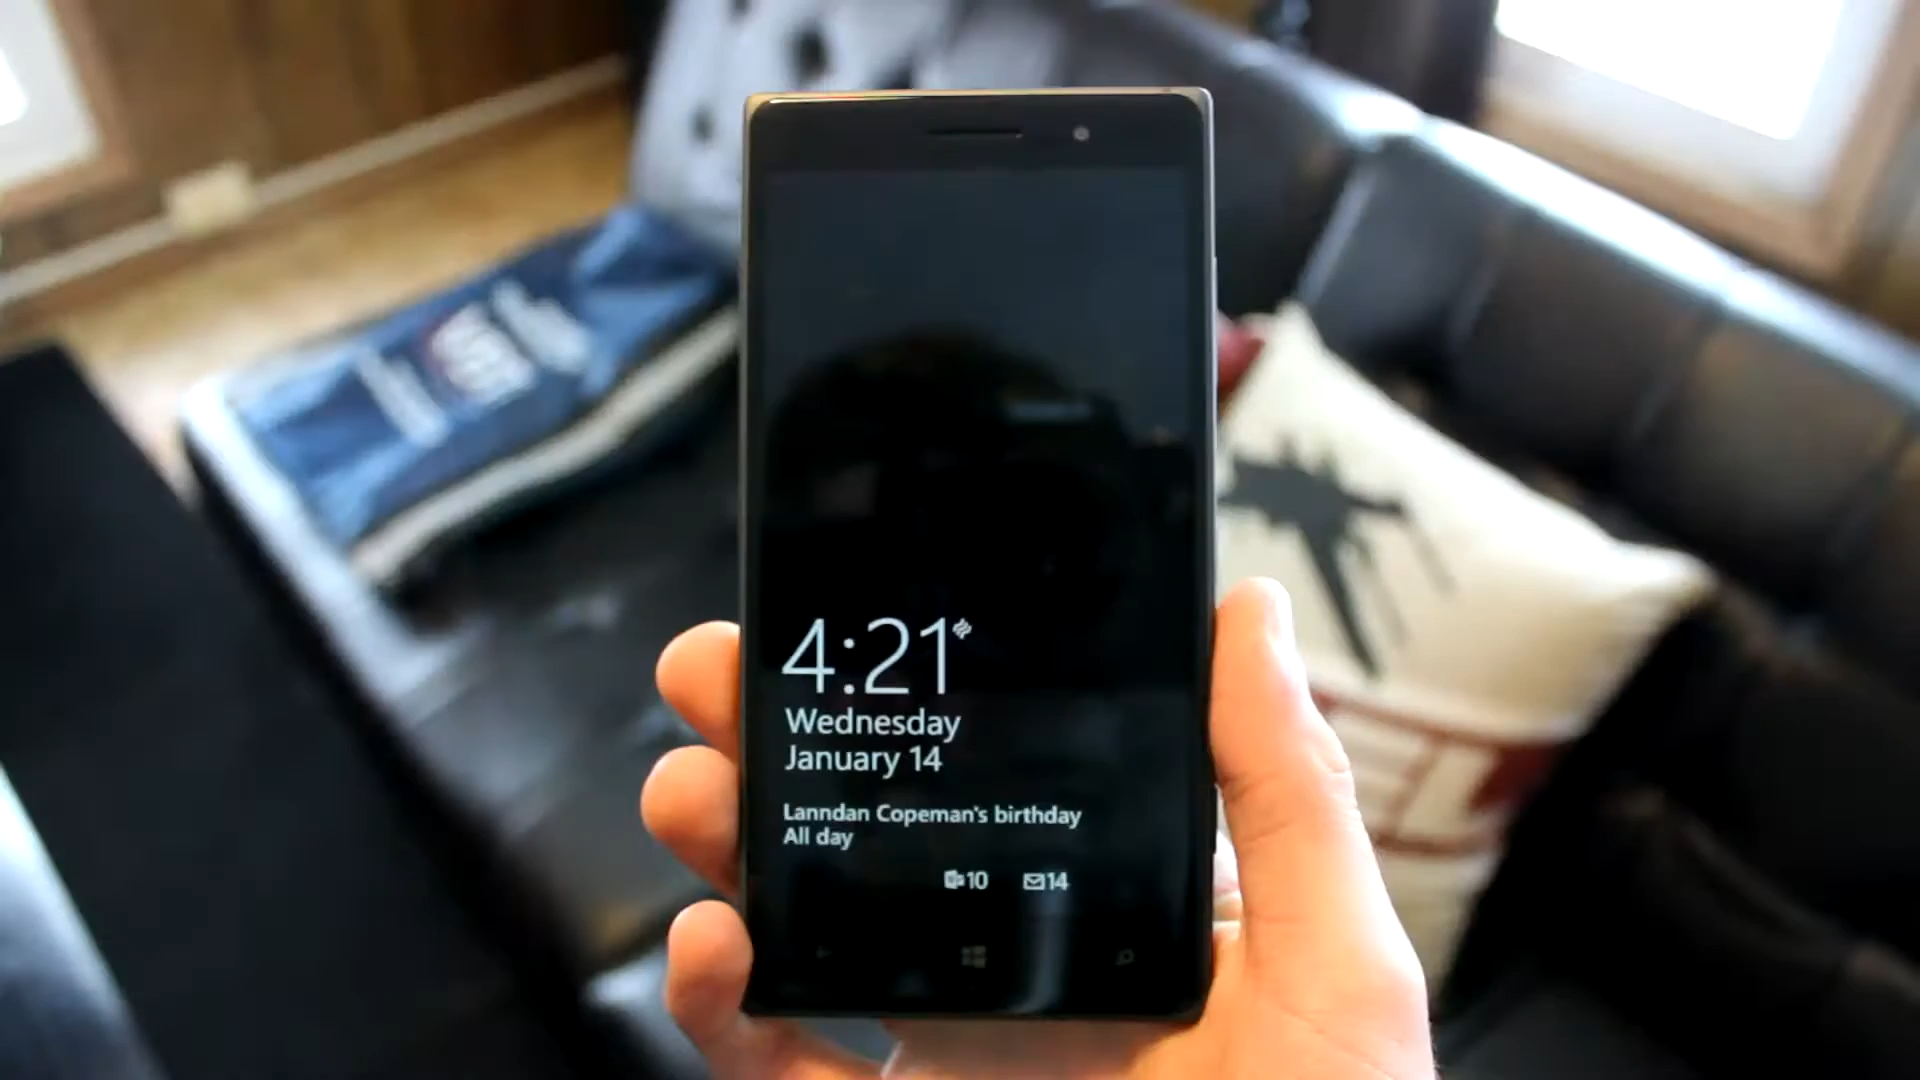 4:21
Wednesday
January 14
Lanndan Copeman's birthday
All day
10 14